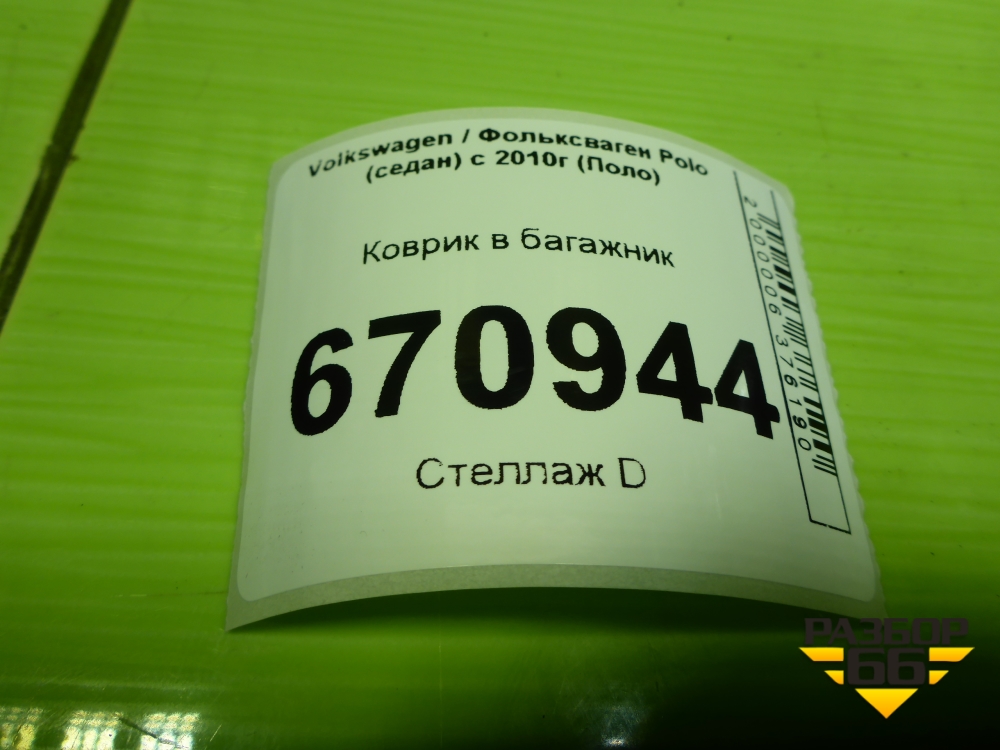 Volkswagen / Фольксваген Polo
(седан) с 2010г (Поло)
Коврик в багажник
670944
Стеллаж D
2000006376190
РАЗБОР
66